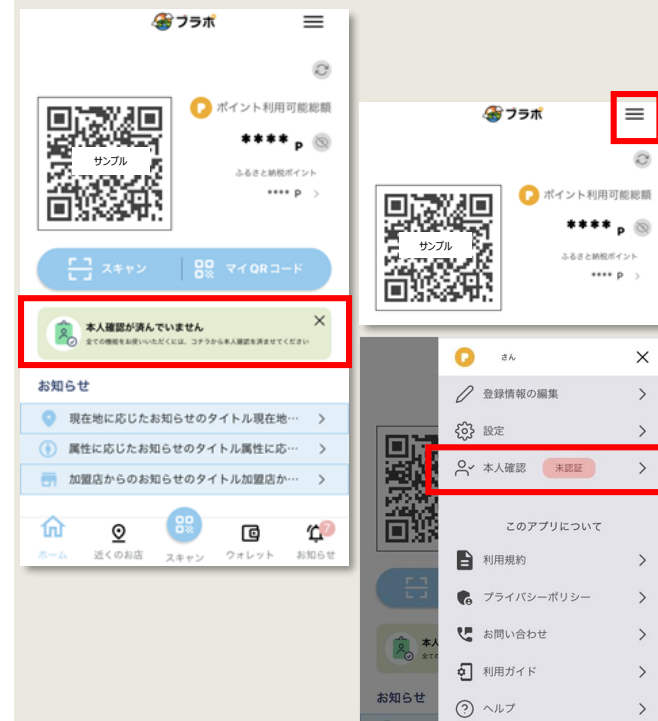 ブラボ
ポイント利用可能総額
サンプル
**** P
ふるさと納税ポイント
**** P
スキャン
マイQRコード
本人確認が済んでいません
全ての機能をお使いいただくには、コチラから本人確認を済ませてください
お知らせ
現在地に応じたお知らせのタイトル現在地…
属性に応じたお知らせのタイトル属性に応…
加盟店からのお知らせのタイトル加盟店か…
7
ホーム
近くのお店
スキャン
ウォレット
お知らせ
ブラボ
ポイント利用可能総額
サンプル
**** P
ふるさと納税ポイント
**** P
さん
登録情報の編集
設定
本人確認 未認証
このアプリについて
利用規約
プライバシーポリシー
お問い合わせ
利用ガイド
ヘルプ
本人
全ての
お知らせ